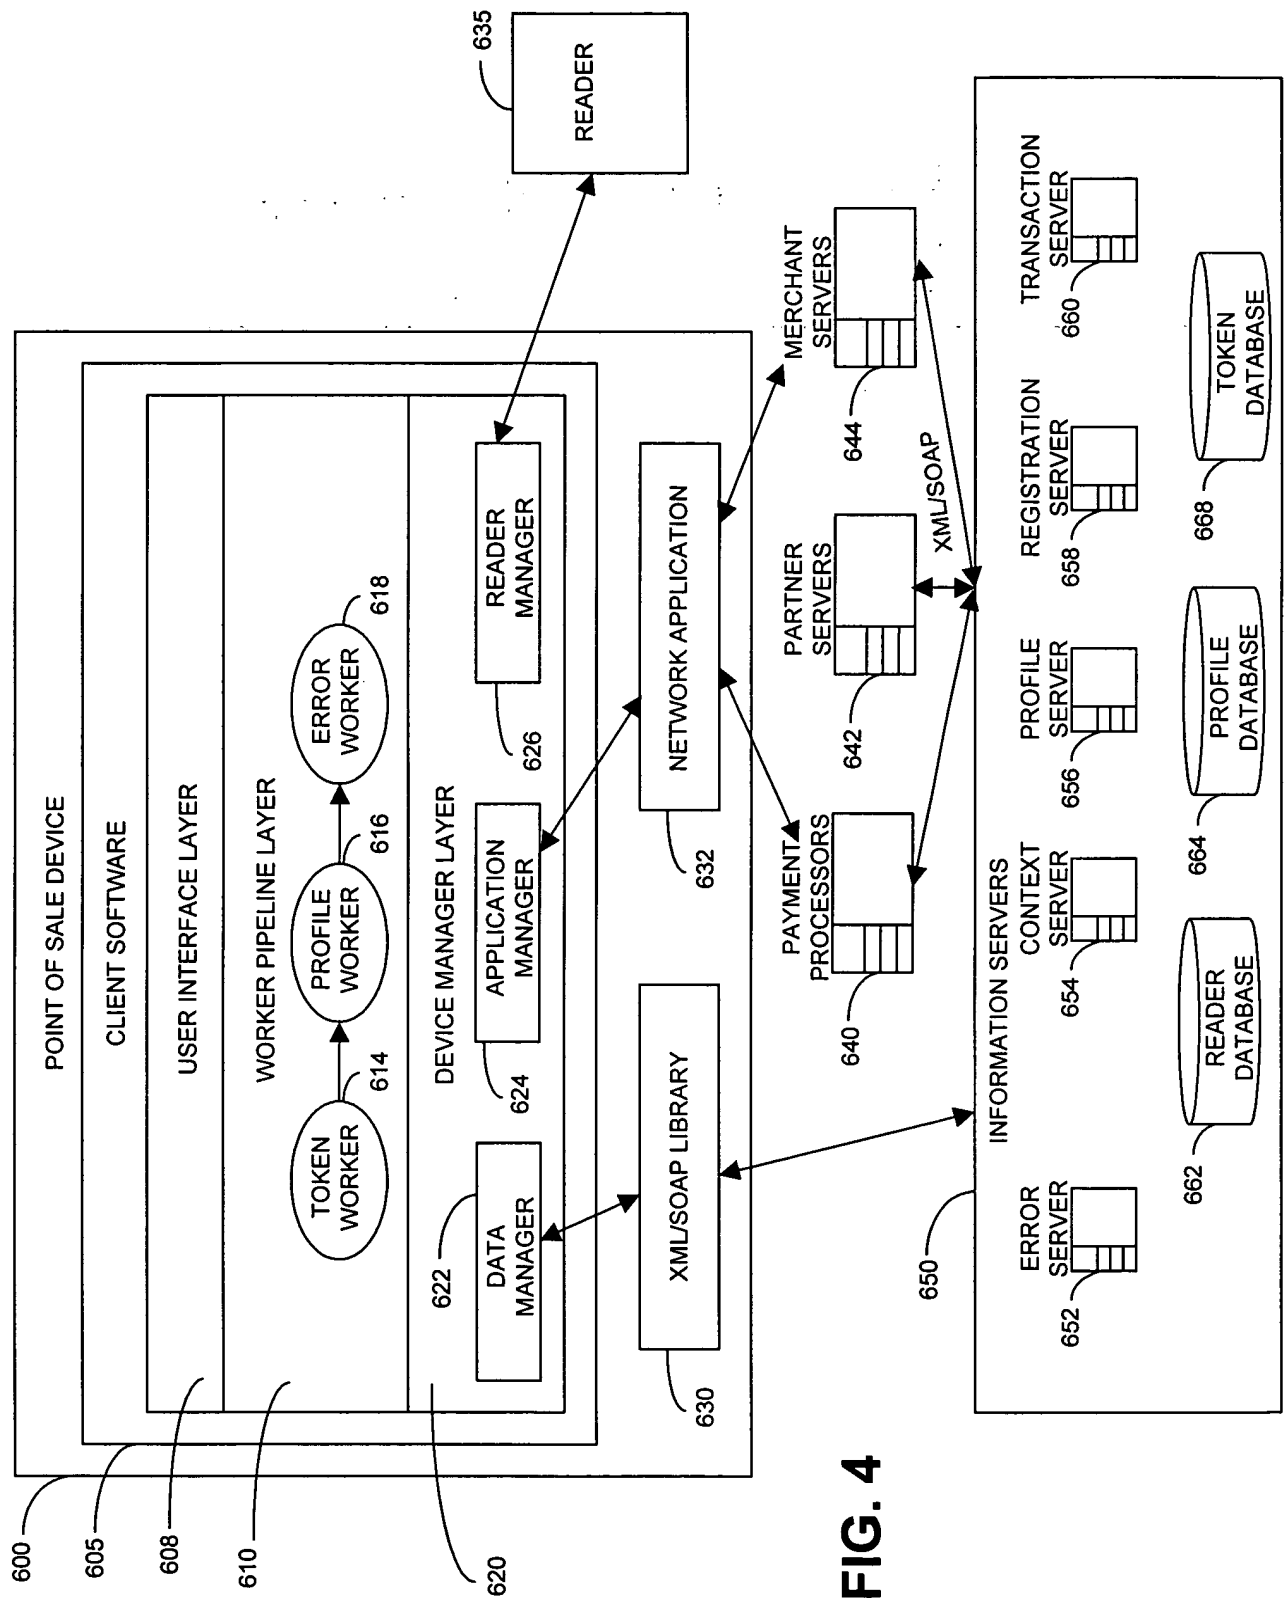 POINT OF SALE DEVICE
CLIENT SOFTWARE
USER INTERFACE LAYER
WORKER PIPELINE LAYER
TOKEN
WORKER
614
PROFILE
WORKER
616
ERROR
WORKER
618
DEVICE MANAGER LAYER
622
DATA
MANAGER
624
APPLICATION
MANAGER
626
READER
MANAGER
635
READER
600
605
608
610
620
630
XML/SOAP LIBRARY
632
NETWORK APPLICATION
PAYMENT
PROCESSORS
640
PARTNER
SERVERS
642
MERCHANT
SERVERS
644
XML/SOAP
650
INFORMATION SERVERS
ERROR
SERVER
652
CONTEXT
SERVER
654
PROFILE
SERVER
656
REGISTRATION
SERVER
658
TRANSACTION
SERVER
660
662
READER
DATABASE
664
PROFILE
DATABASE
668
TOKEN
DATABASE
FIG. 4